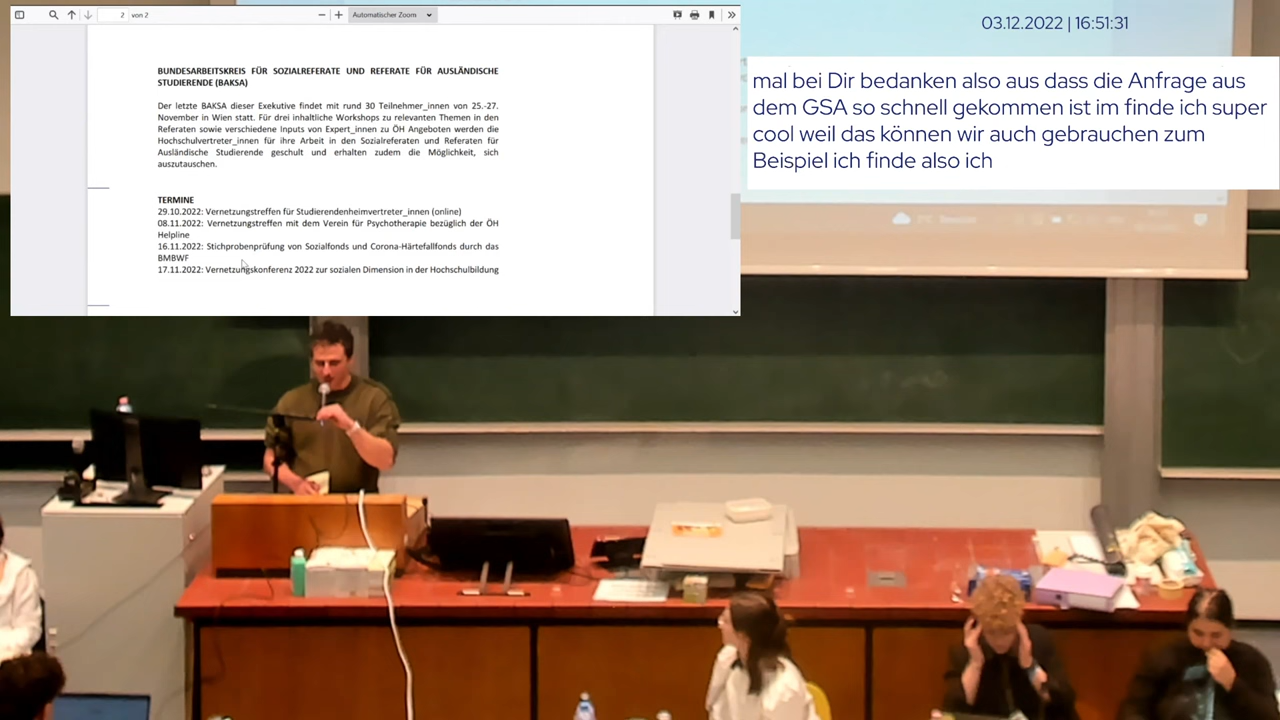 2 von 2
Automatischer Zoom
BUNDESARBEITSKREIS FÜR SOZIALREFERATE UND REFERATE FÜR AUSLÄNDISCHE
STUDIERENDE (BAKSA)
Der letzte BAKSA dieser Exekutive findet mit rund 30 Teilnehmer_innen von 25.-27.
November in Wien statt. Für drei inhaltliche Workshops zu relevanten Themen in den
Referaten sowie verschiedene Inputs von Expert_innen zu ÖH Angeboten werden die
Hochschulvertreter_innen für ihre Arbeit in den Sozialreferaten und Referaten für
Ausländische Studierende geschult und erhalten zudem die Möglichkeit, sich
auszutauschen.
TERMINE
29.10.2022: Vernetzungstreffen für Studierendenheimvertreter_innen (online)
08.11.2022: Vernetzungstreffen mit dem Verein für Psychotherapie bezüglich der ÖH
Helpline
16.11.2022: Stichprobenprüfung von Sozialfonds und Corona-Härtefallfonds durch das
BMBWF
17.11.2022: Vernetzungskonferenz 2022 zur sozialen Dimension in der Hochschulbildung
03.12.2022 | 16:51:31
mal bei Dir bedanken also aus dass die Anfrage aus
dem GSA so schnell gekommen ist im finde ich super
cool weil das können wir auch gebrauchen zum
Beispiel ich finde also ich